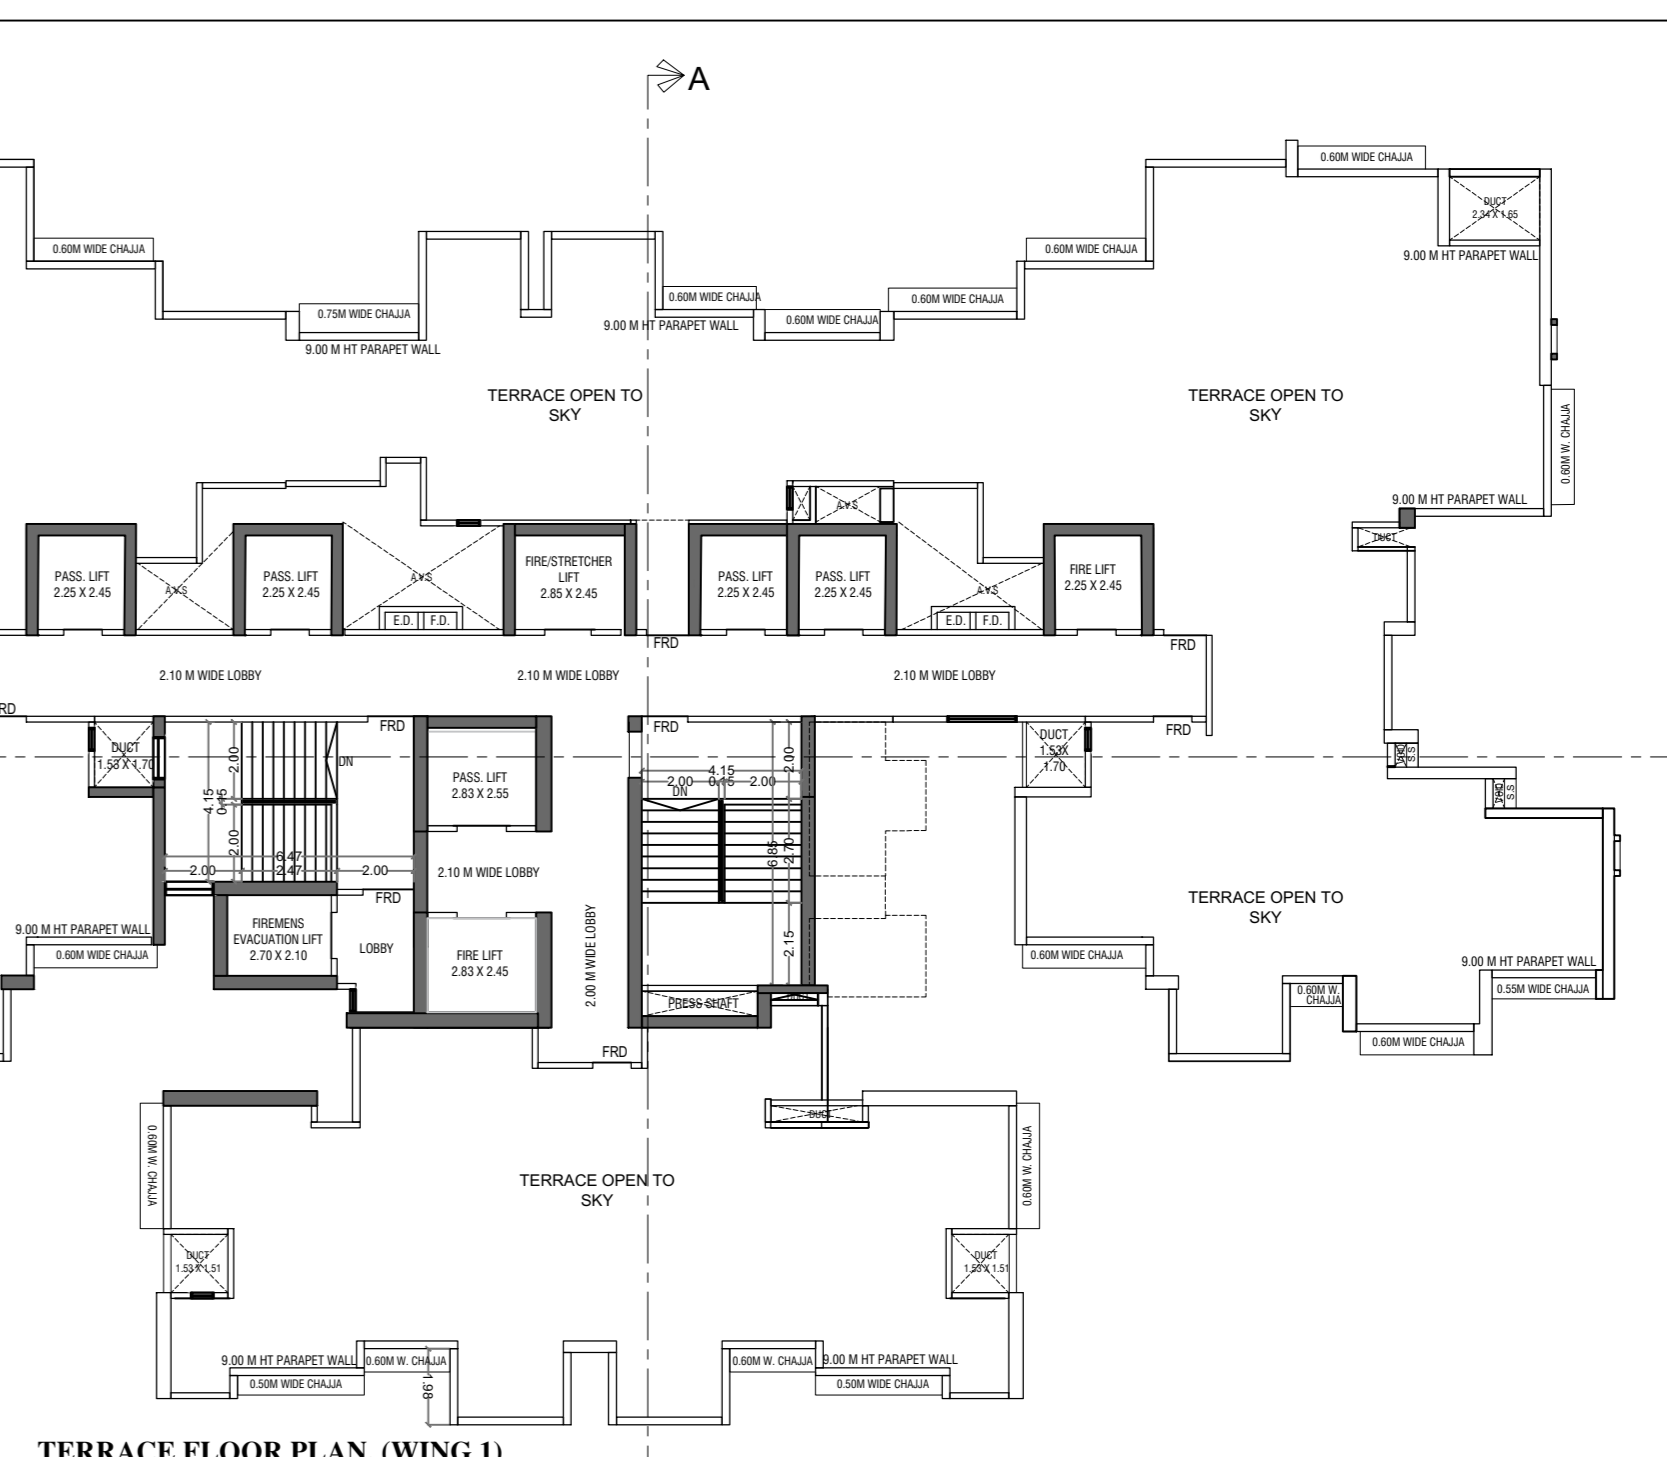 A
0.60M WIDE CHAJJA
DUCT
2.34 X 1.65
0.60M WIDE CHAJJA
0.60M WIDE CHAJJA
9.00 M HT PARAPET WALL
0.75M WIDE CHAJJA
0.60M WIDE CHAJJA
0.60M WIDE CHAJJA
0.60M WIDE CHAJJA
9.00 M HT PARAPET WALL
9.00 M HT PARAPET WALL
TERRACE OPEN TO
SKY
TERRACE OPEN TO
SKY
0.60M W. CHAJJA
9.00 M HT PARAPET WALL
A.V.S
DUCT
PASS. LIFT
2.25 X 2.45
A.V.S
PASS. LIFT
2.25 X 2.45
A.V.S
E.D.
F.D.
FIRE/STRETCHER
LIFT
2.85 X 2.45
PASS. LIFT
2.25 X 2.45
PASS. LIFT
2.25 X 2.45
A.V.S
E.D.
F.D.
FIRE LIFT
2.25 X 2.45
FRD
FRD
2.10 M WIDE LOBBY
2.10 M WIDE LOBBY
2.10 M WIDE LOBBY
RD
FRD
FRD
FRD
DUCT
1.53 X 1.70
DN
2.00
4.15
0.15
2.00
6.47
2.00
2.47
2.00
PASS. LIFT
2.83 X 2.55
2.10 M WIDE LOBBY
4.15
2.00
0.15
2.00
DN
2.00
6.85
2.70
2.15
DUCT
1.53X
1.70
S.S
S.S
FRD
FIREMENS
EVACUATION LIFT
2.70 X 2.10
LOBBY
FIRE LIFT
2.83 X 2.45
2.00 M WIDE LOBBY
PRESS SHAFT
TERRACE OPEN TO
SKY
9.00 M HT PARAPET WALL
0.60M WIDE CHAJJA
0.60M WIDE CHAJJA
9.00 M HT PARAPET WALL
0.60M W.
CHAJJA
0.55M WIDE CHAJJA
0.60M WIDE CHAJJA
FRD
DUCT
0.60M W. CHAJJA
0.60M W. CHAJJA
TERRACE OPEN TO
SKY
DUCT
1.53 X 1.51
DUCT
1.53 X 1.51
9.00 M HT PARAPET WALL
0.60M W. CHAJJA
0.60M W. CHAJJA
9.00 M HT PARAPET WALL
0.50M WIDE CHAJJA
1.98
0.50M WIDE CHAJJA
TERRACE FLOOR PLAN (WING 1)